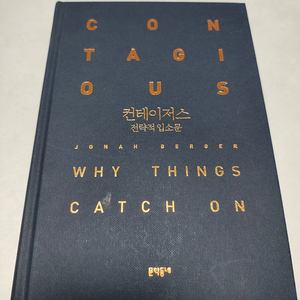 CON
TAGI
OUS
컨테이저스
전략적 입소문
JONAH BERGER
WHY THINGS
CATCH ON
문학동네